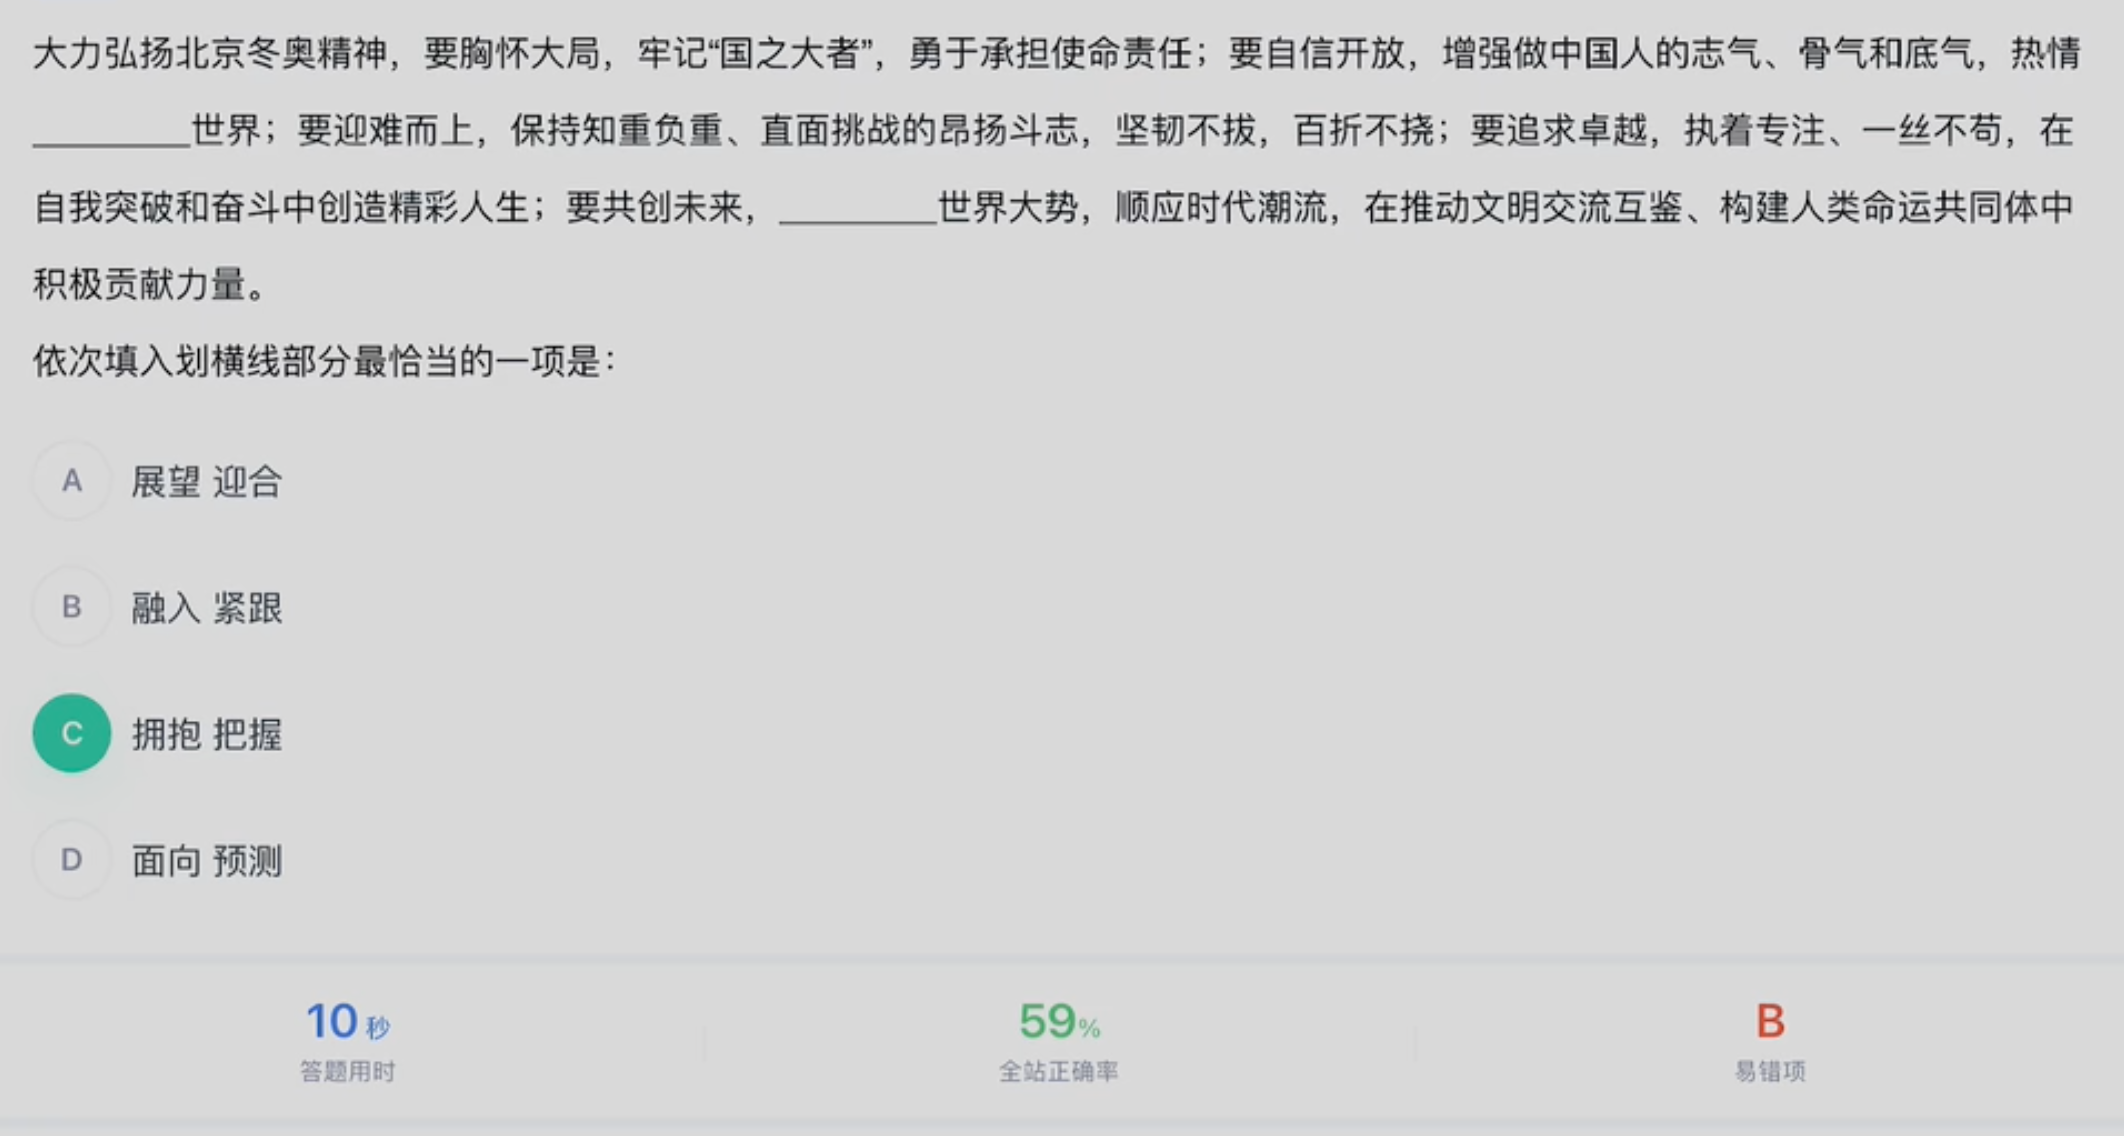 大力弘扬北京冬奥精神，要胸怀大局，牢记“国之大者”，勇于承担使命责任；要自信开放，增强做中国人的志气、骨气和底气，热情
________世界；要迎难而上，保持知重负重、直面挑战的昂扬斗志，坚韧不拔，百折不挠；要追求卓越，执着专注、一丝不苟，在
自我突破和奋斗中创造精彩人生；要共创未来，________世界大势，顺应时代潮流，在推动文明交流互鉴、构建人类命运共同体中
积极贡献力量。
依次填入划横线部分最恰当的一项是：
A 展望 迎合
B 融入 紧跟
C 拥抱 把握
D 面向 预测
10秒 59% B
答题用时 全站正确率 易错项